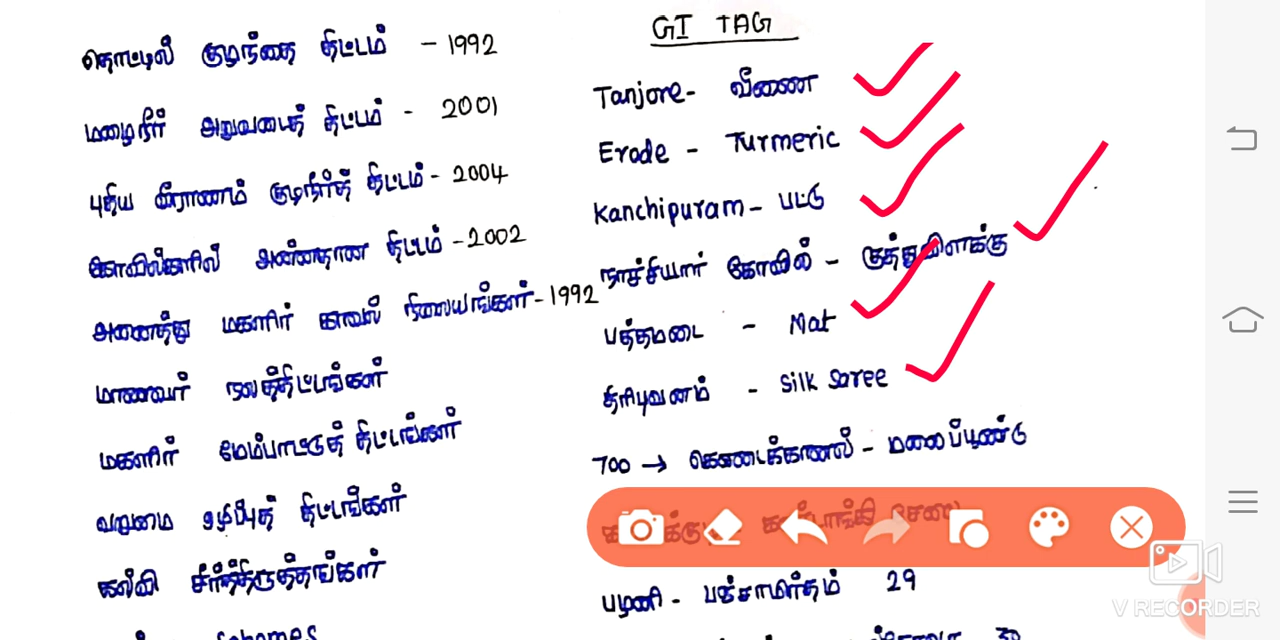 தொட்டில் குழந்தை திட்டம் - 1992
மழைநீர் அறுவடைத் திட்டம் - 2001
புதிய வீராணம் குடிநீர்த் திட்டம் - 2004
கோவில்களில் அன்னதான திட்டம் - 2002
அனைத்து மகளிர் காவல் நிலையங்கள் - 1992
மாணவர் நலத்திட்டங்கள்
மகளிர் மேம்பாட்டுத் திட்டங்கள்
வறுமை ஒழிப்புத் திட்டங்கள்
கல்வி சீர்த்திருத்தங்கள்
Schemes
GI TAG
Tanjore - வீணை
Erode - Turmeric
Kanchipuram - பட்டு
நாச்சியார் கோவில் - குத்துவிளக்கு
பத்தமடை - Mat
திரிபுவனம் - Silk Saree
700 → கொடைக்கானல் - மலைப்பூண்டு
பழனி - பஞ்சாமிர்தம் 29
V RECORDER